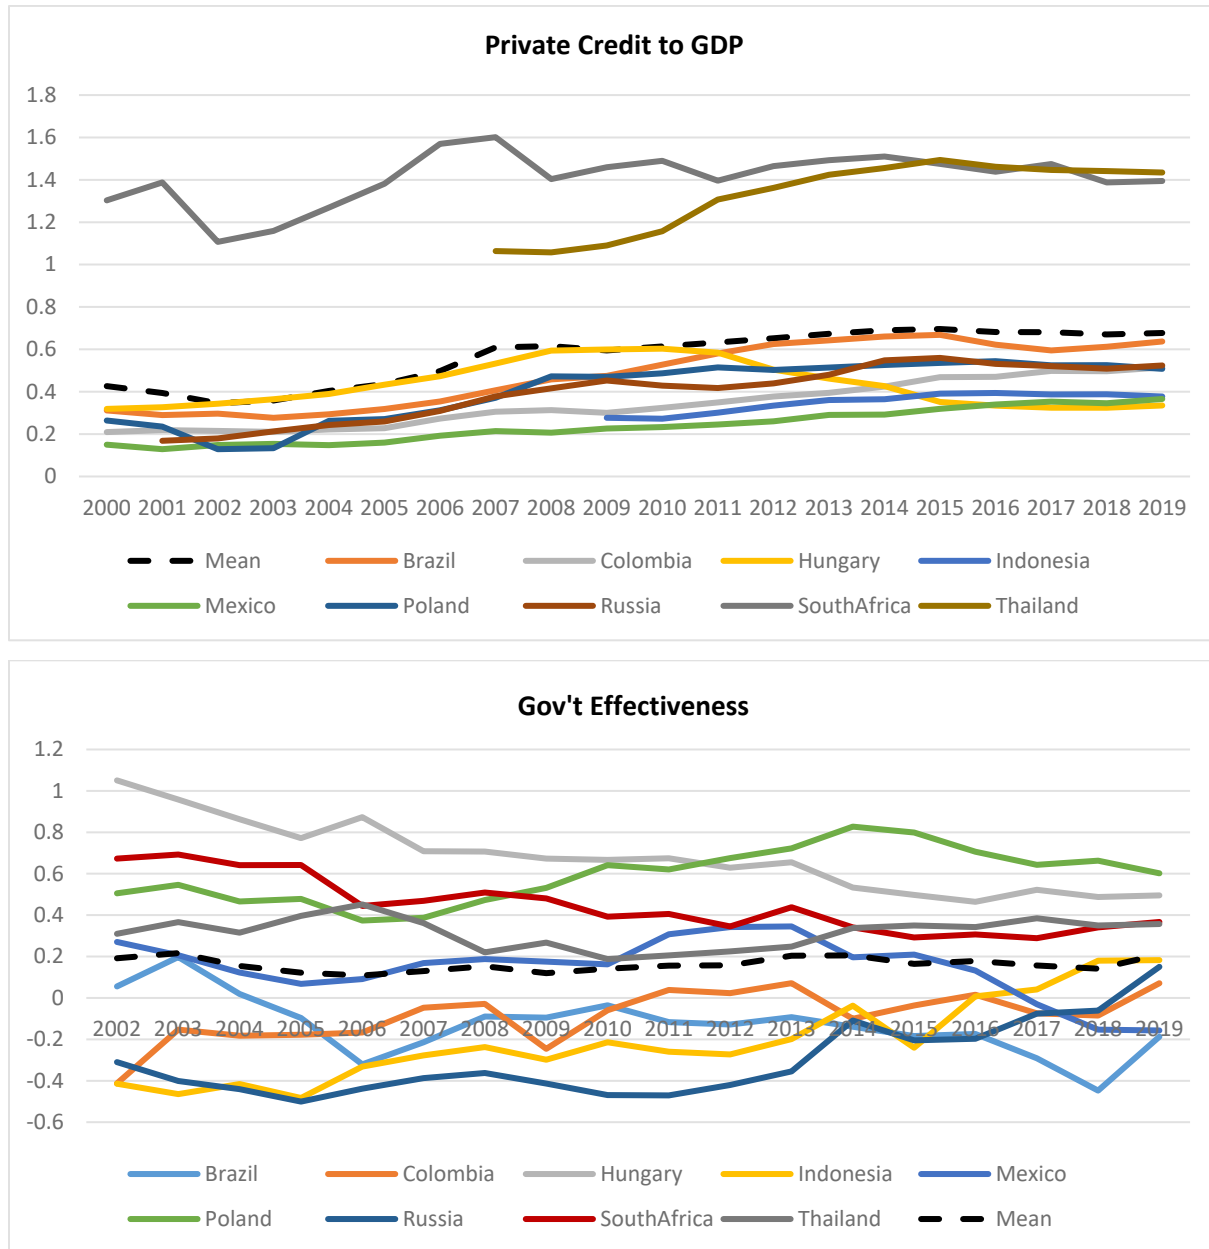 Private Credit to GDP
1.8
1.6
1.4
1.2
1
0.8
0.6
0.4
0.2
0
2000 2001 2002 2003 2004 2005 2006 2007 2008 2009 2010 2011 2012 2013 2014 2015 2016 2017 2018 2019
Mean Brazil Colombia Hungary Indonesia
Mexico Poland Russia SouthAfrica Thailand
Gov't Effectiveness
1.2
1
0.8
0.6
0.4
0.2
0
2002 2003 2004 2005 2006 2007 2008 2009 2010 2011 2012 2013 2014 2015 2016 2017 2018 2019
-0.2
-0.4
-0.6
Brazil Colombia Hungary Indonesia Mexico
Poland Russia SouthAfrica Thailand Mean